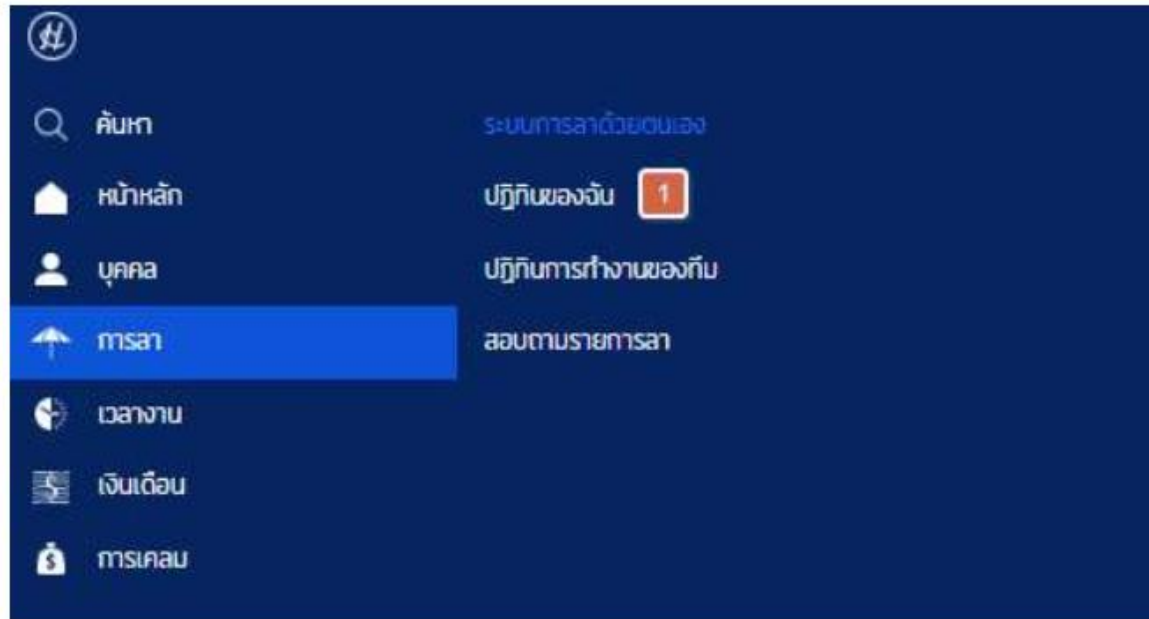 ค้นหา
หน้าหลัก
บุคคล
การลา
เวลางาน
เงินเดือน
การเคลม
ระบบการลาด้วยตนเอง
ปฏิทินของฉัน 1
ปฏิทินการทำงานของทีม
สอบถามรายการลา